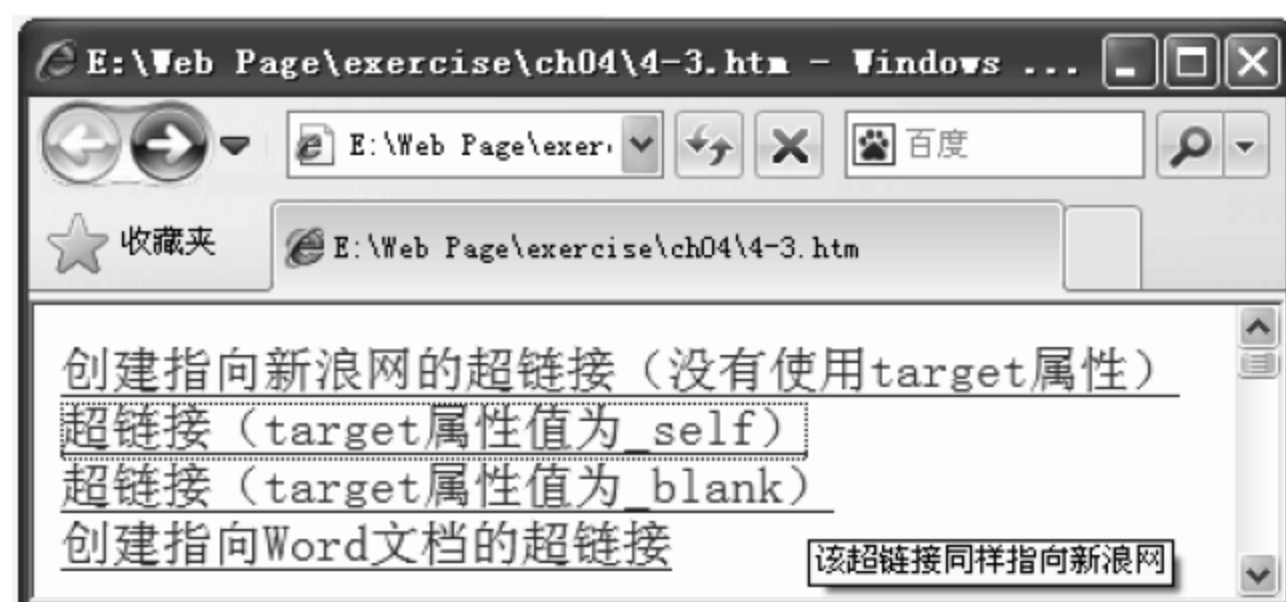 E:\Web Page\exercise\ch04\4-3.htm - Windows ...
E:\Web Page\exer
百度
收藏夹
E:\Web Page\exercise\ch04\4-3.htm
创建指向新浪网的超链接（没有使用target属性）
超链接（target属性值为_self）
超链接（target属性值为_blank）
创建指向Word文档的超链接
该超链接同样指向新浪网